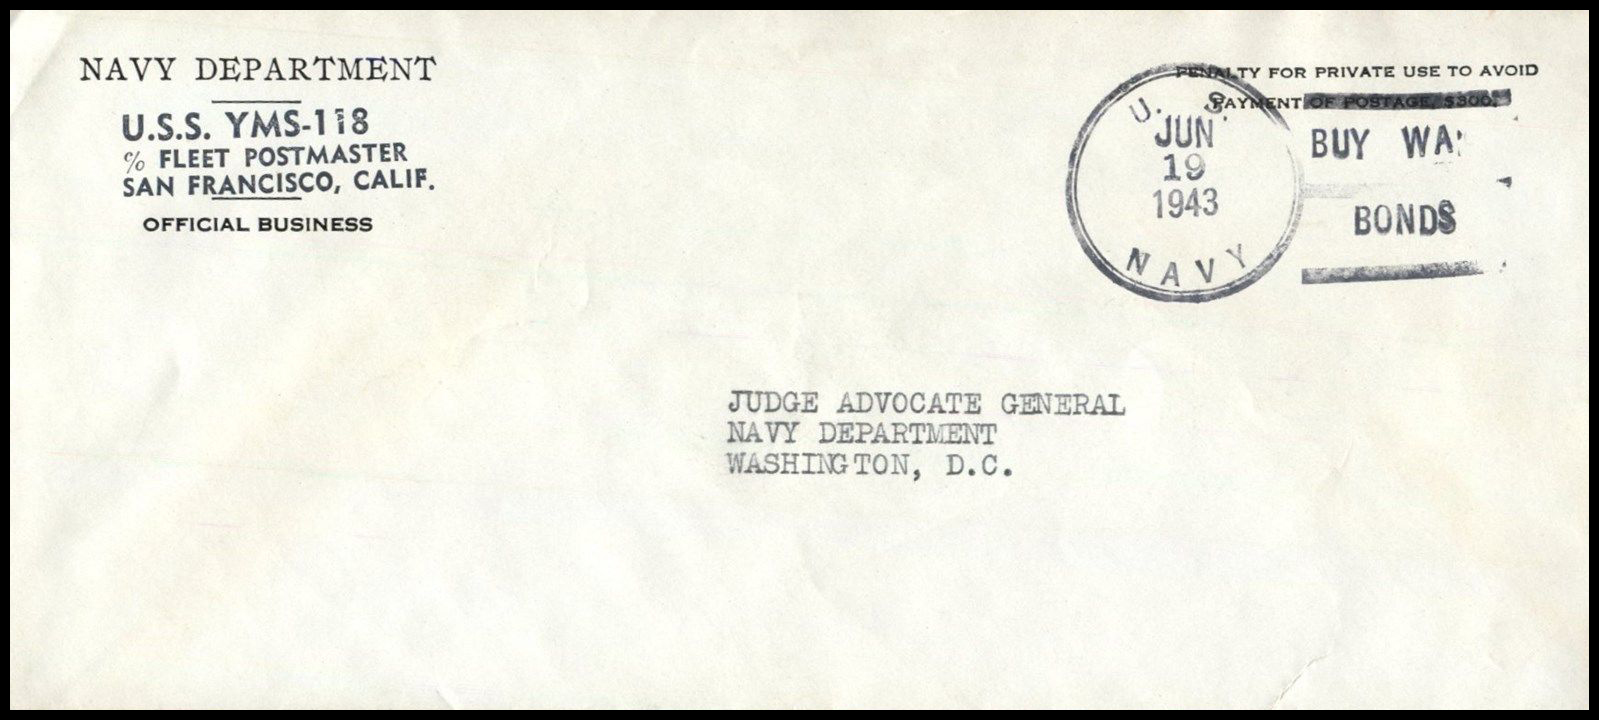 NAVY DEPARTMENT
U.S.S. YMS-118
℅ FLEET POSTMASTER
SAN FRANCISCO, CALIF.
OFFICIAL BUSINESS
PENALTY FOR PRIVATE USE TO AVOID
PAYMENT OF POSTAGE, $300.
U. S.
JUN
19
1943
NAVY
BUY WA
BONDS
JUDGE ADVOCATE GENERAL
NAVY DEPARTMENT
WASHINGTON, D.C.